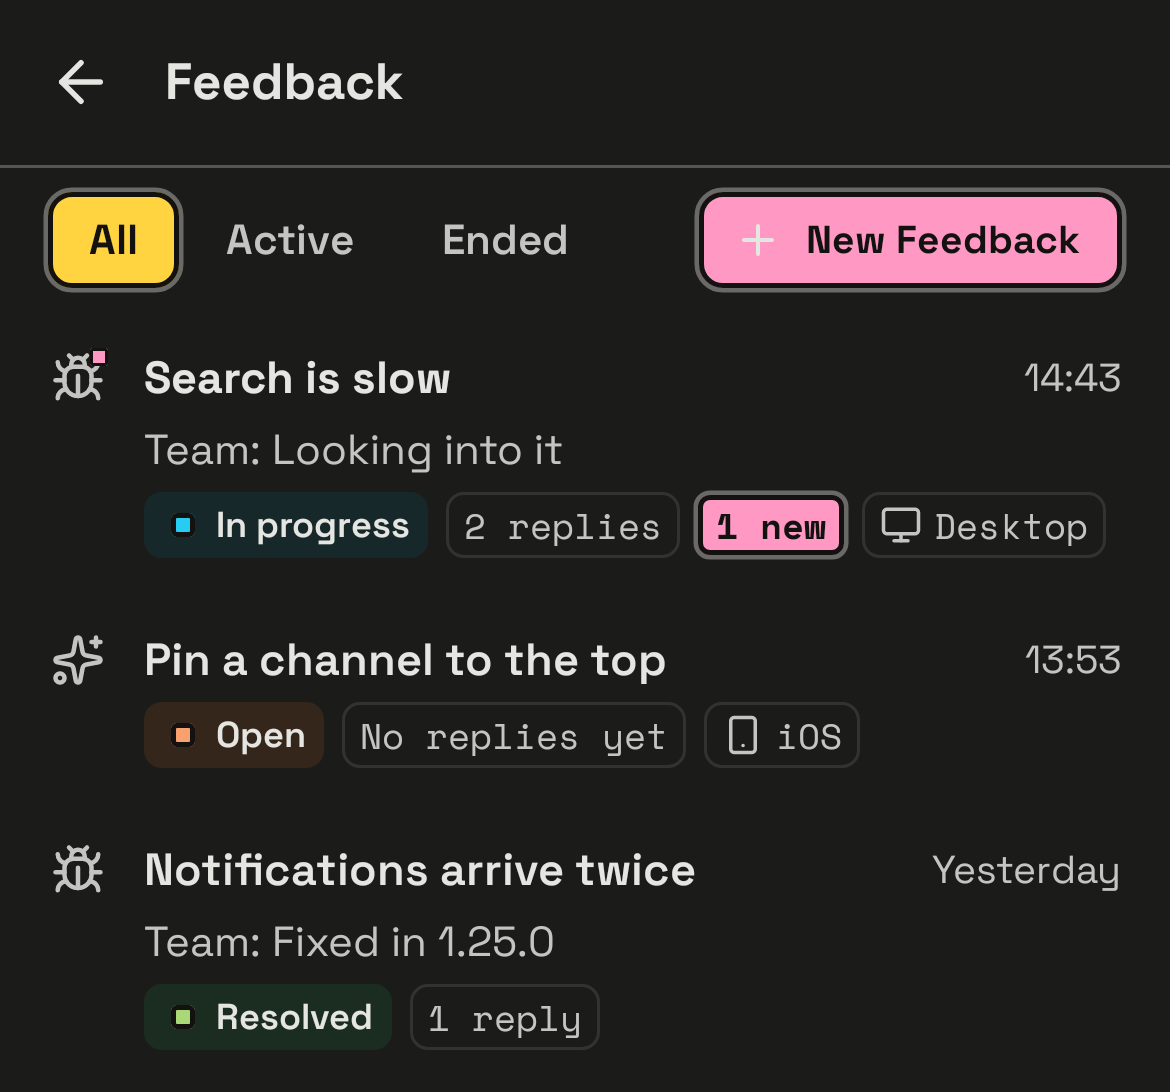 Feedback
All Active Ended New Feedback
Search is slow 14:43
Team: Looking into it
In progress 2 replies 1 new Desktop
Pin a channel to the top 13:53
Open No replies yet iOS
Notifications arrive twice Yesterday
Team: Fixed in 1.25.0
Resolved 1 reply